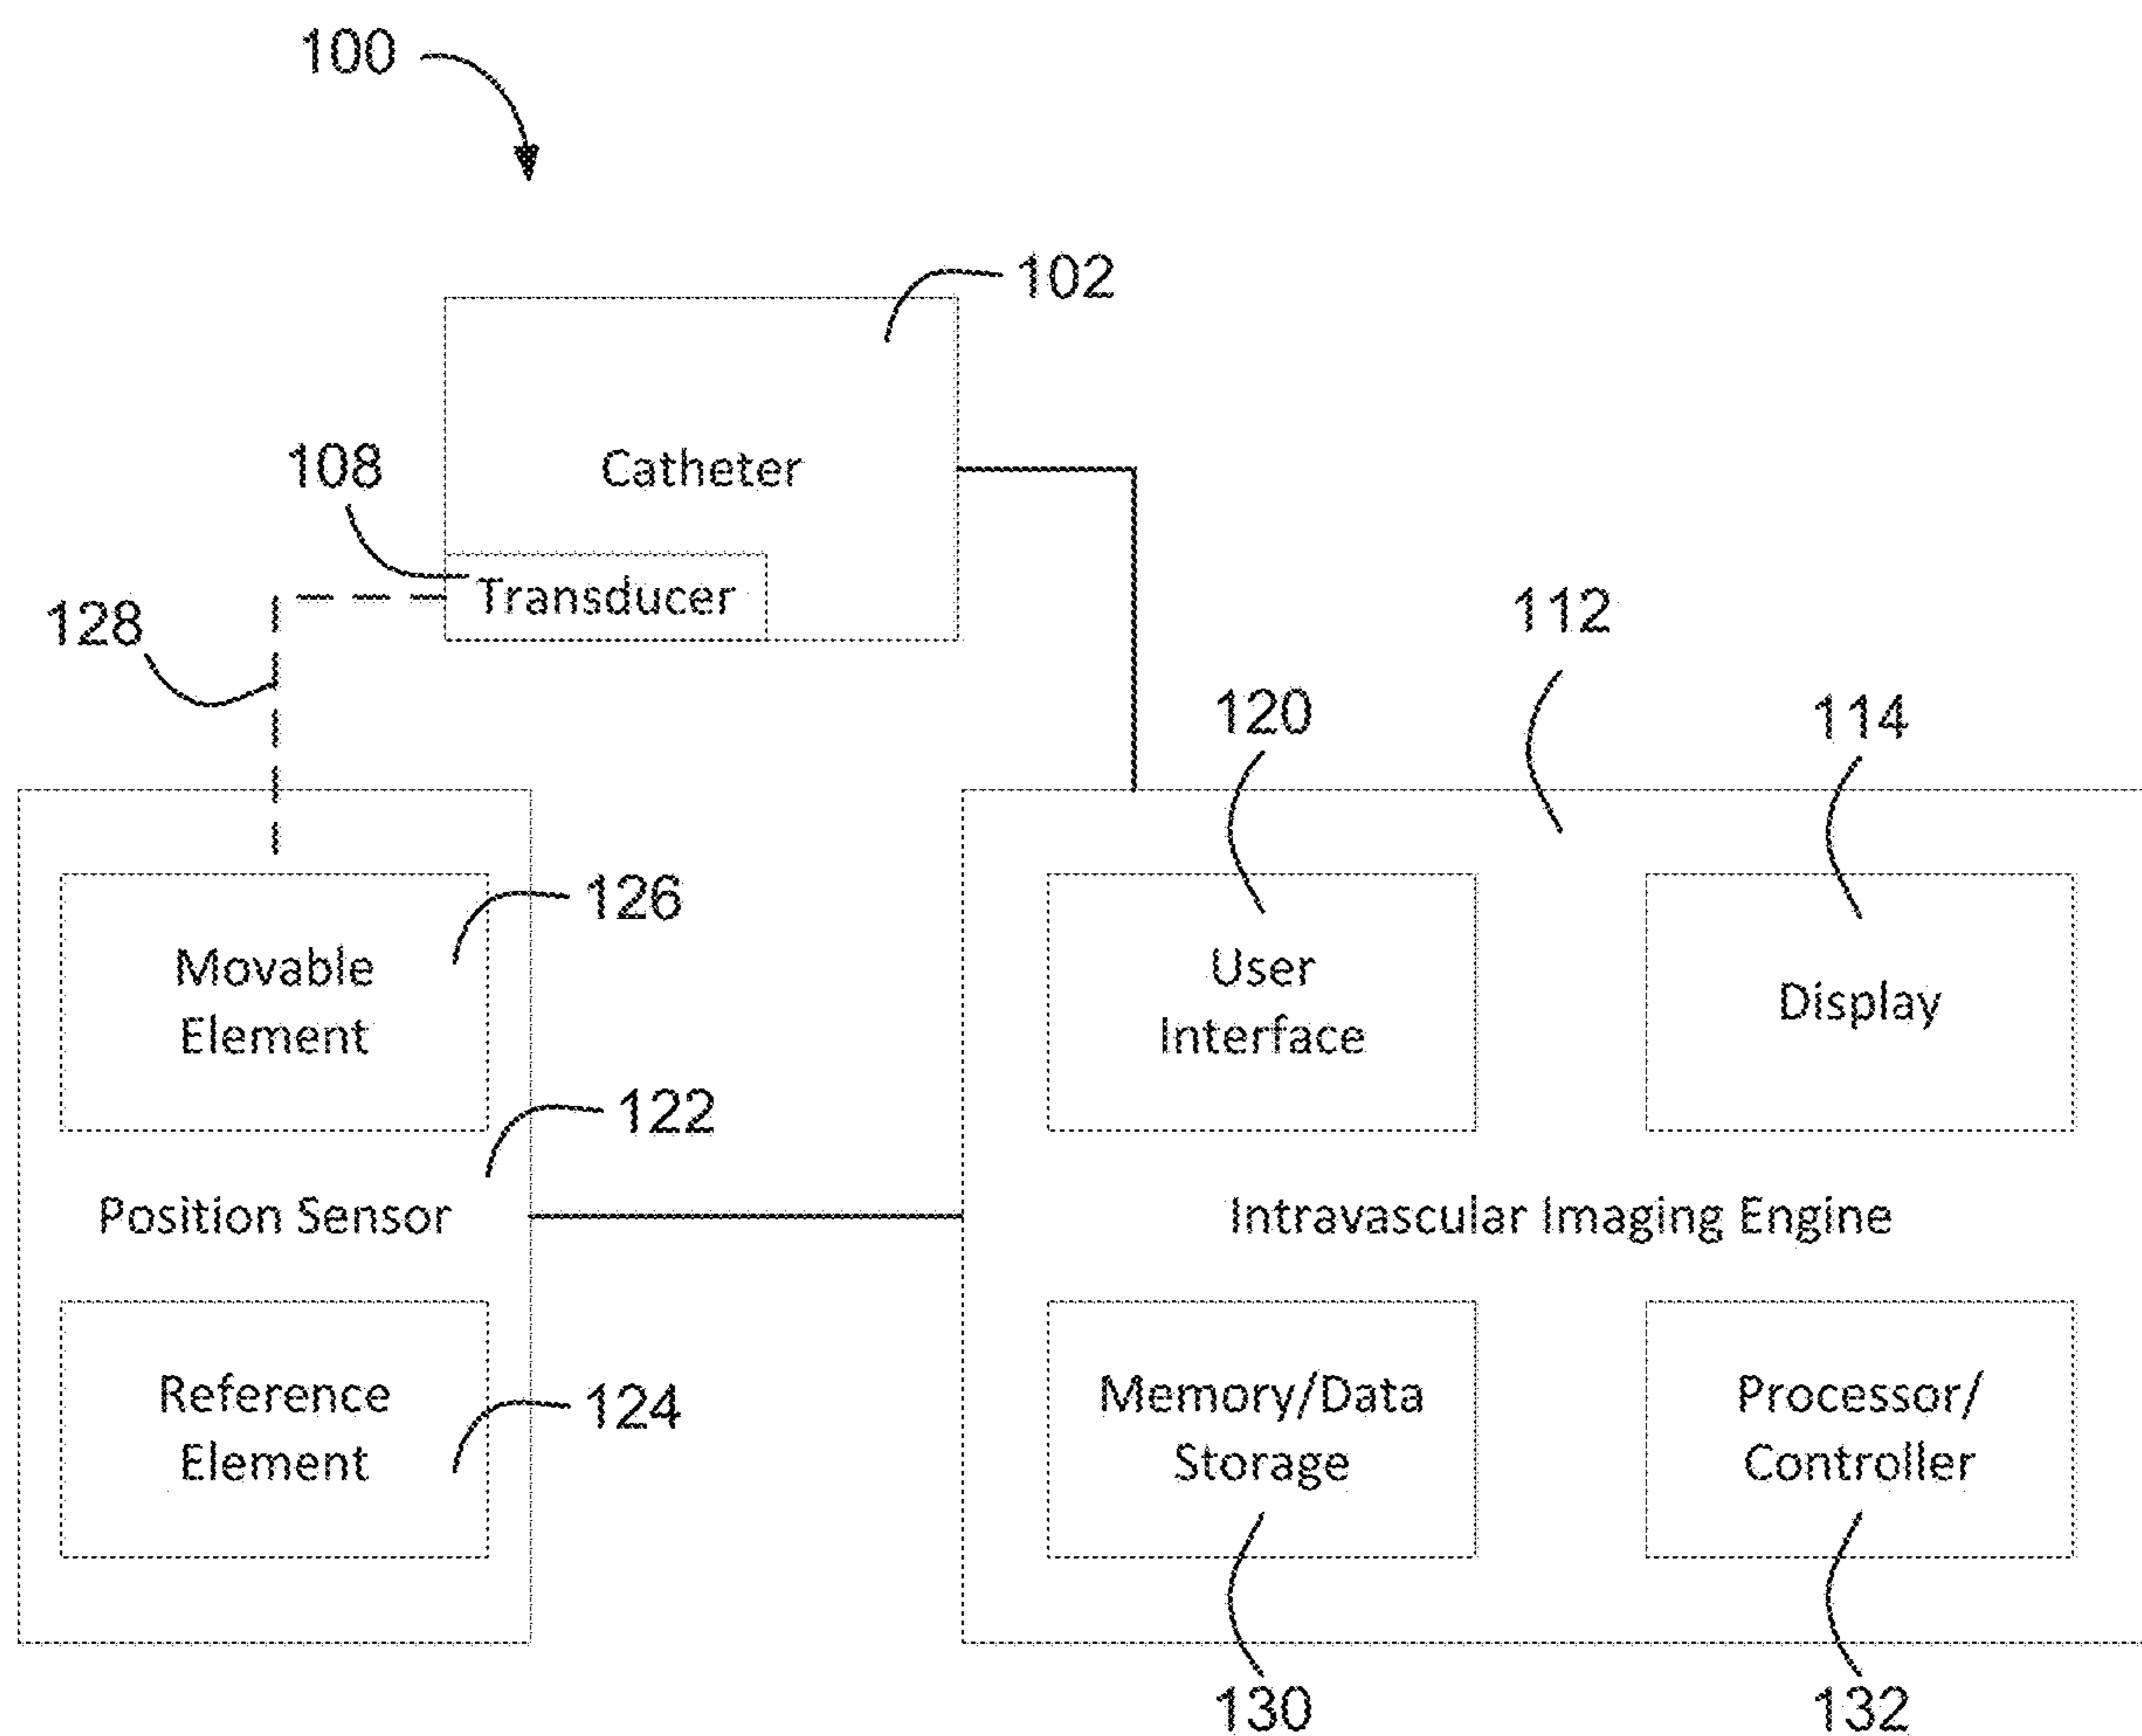 100
102
Catheter
108
Transducer
128
112
120
114
126
Movable
Element
User
Interface
Display
122
Position Sensor
Intravascular Imaging Engine
Reference
Element
124
Memory/Data
Storage
Processor/
Controller
130
132